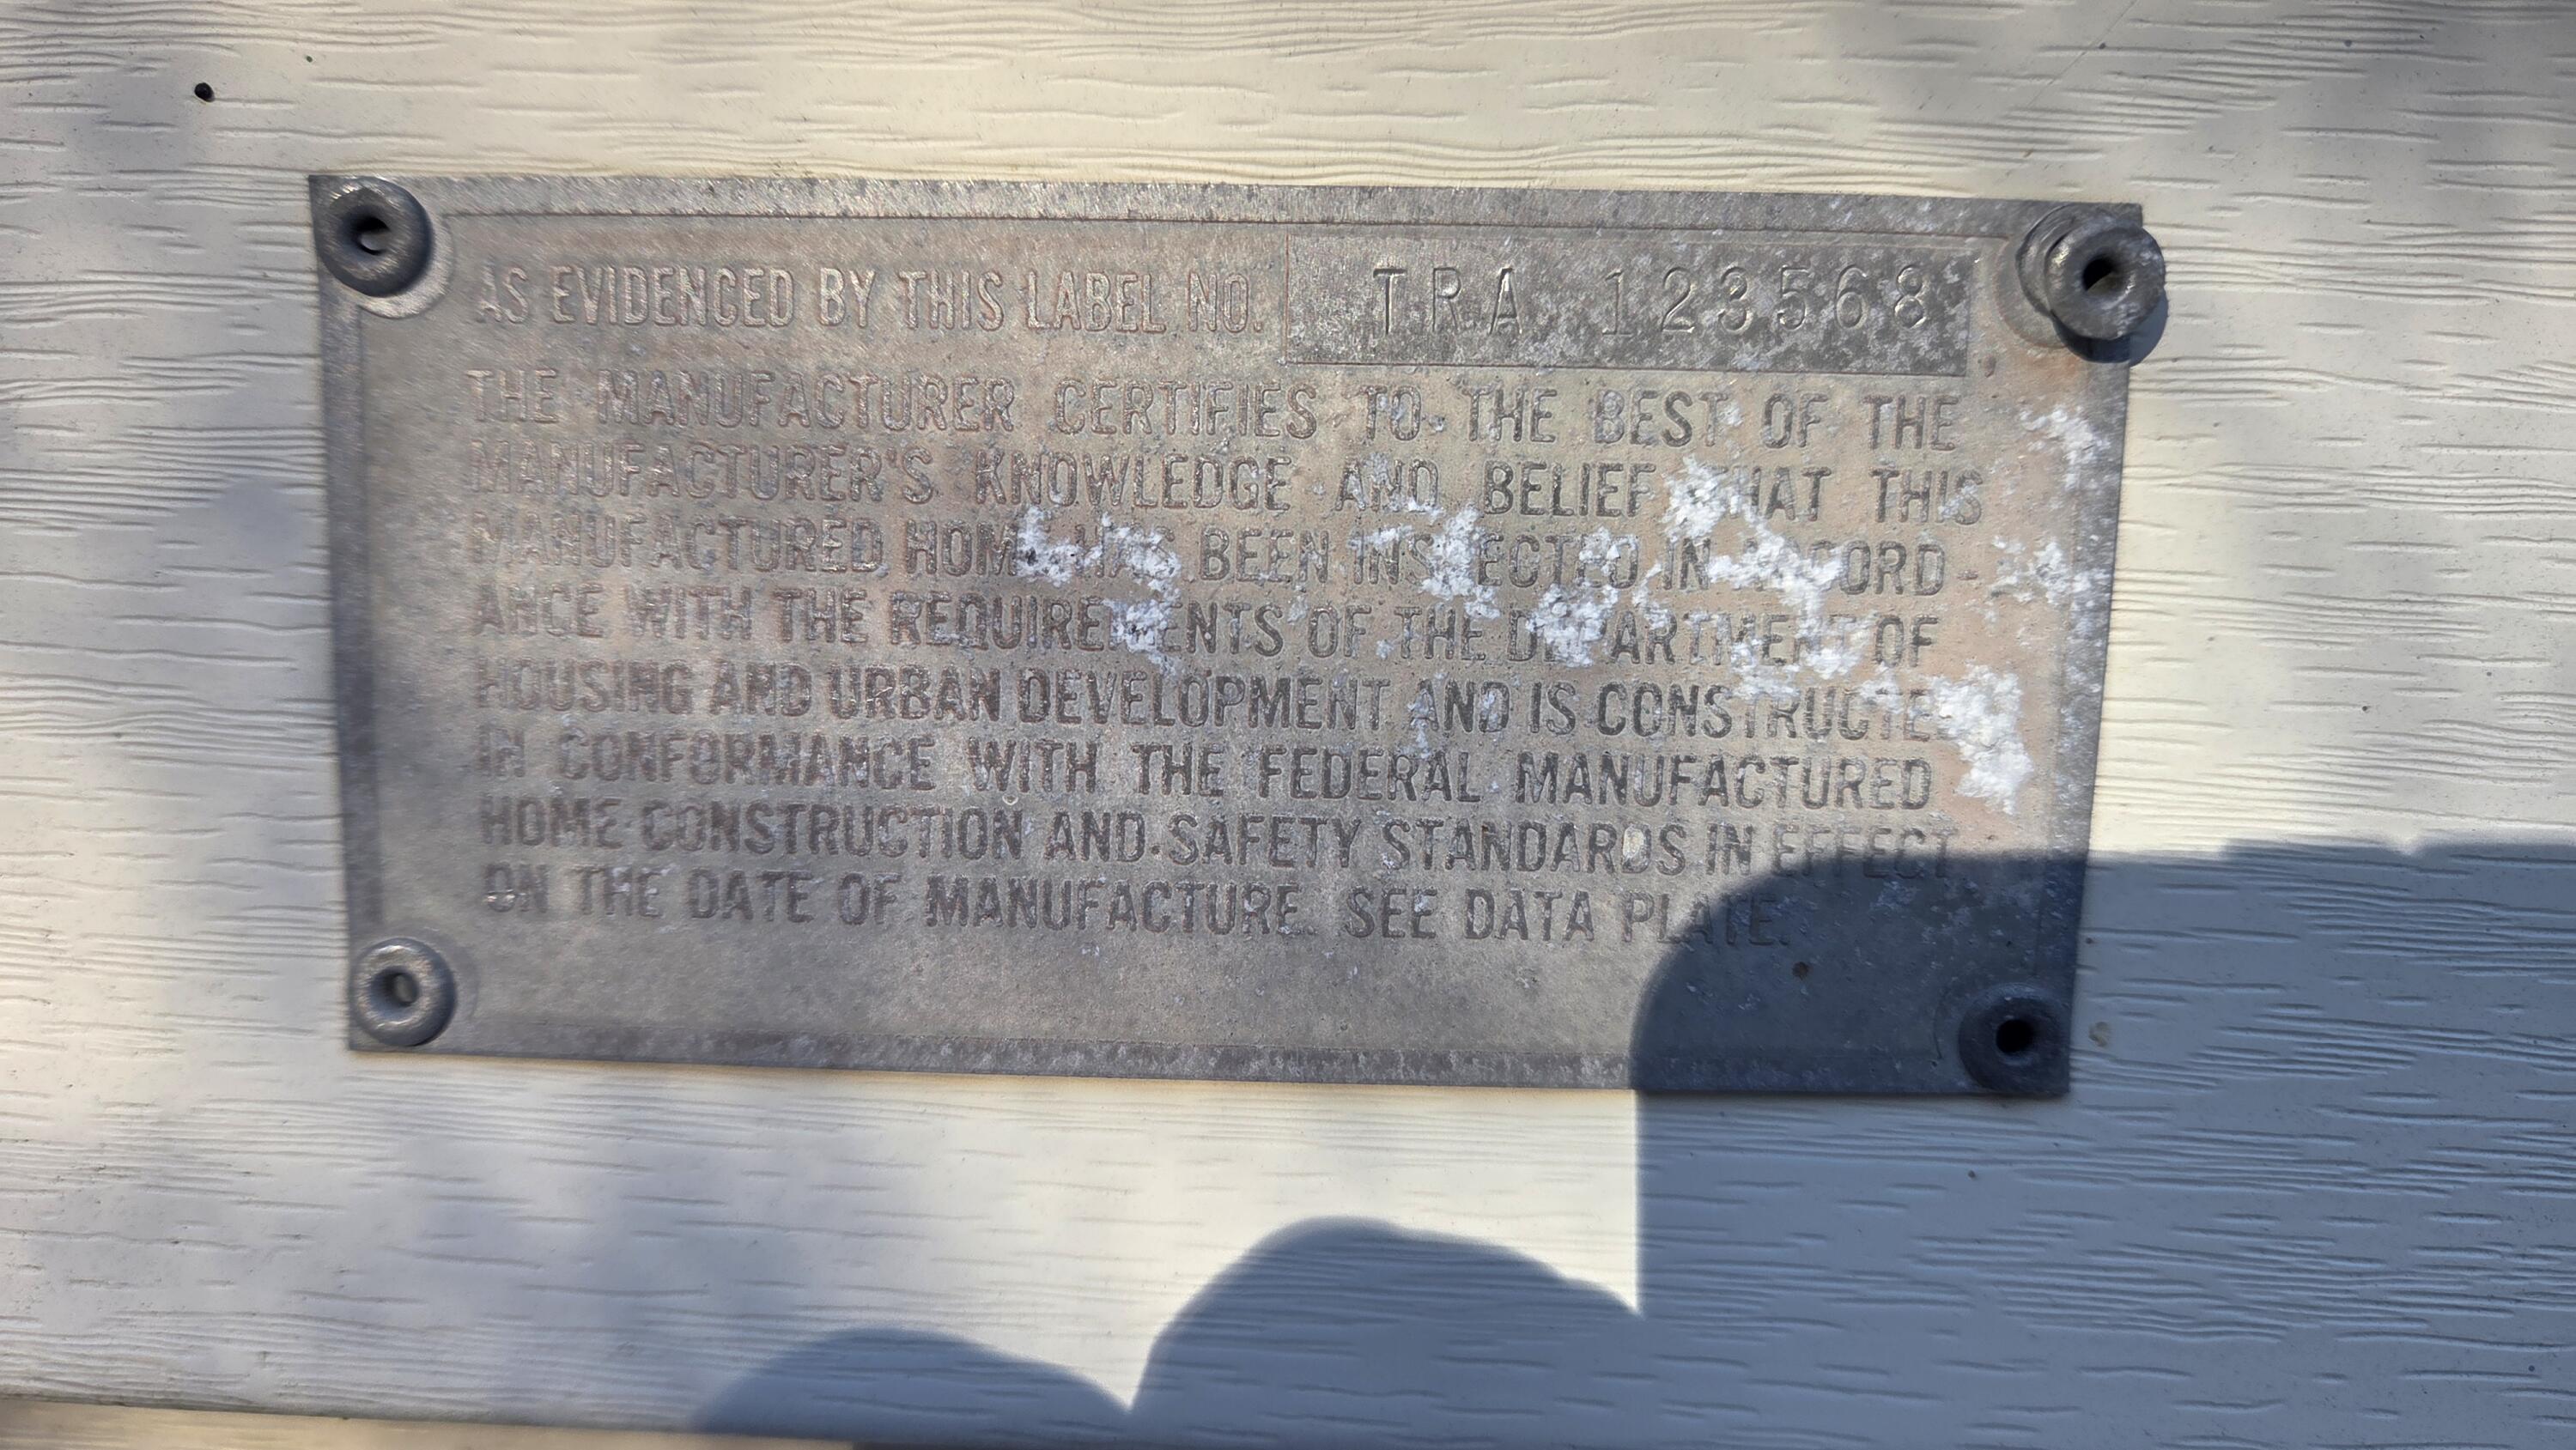 AS EVIDENCED BY THIS LABEL NO. TRA 123568
THE MANUFACTURER CERTIFIES TO THE BEST OF THE
MANUFACTURER'S KNOWLEDGE AND BELIEF THAT THIS
MANUFACTURED HOME HAS BEEN INSPECTED IN ACCORD-
ANCE WITH THE REQUIREMENTS OF THE DEPARTMENT OF
HOUSING AND URBAN DEVELOPMENT AND IS CONSTRUCTED
IN CONFORMANCE WITH THE FEDERAL MANUFACTURED
HOME CONSTRUCTION AND SAFETY STANDARDS IN EFFECT
ON THE DATE OF MANUFACTURE. SEE DATA PLATE.